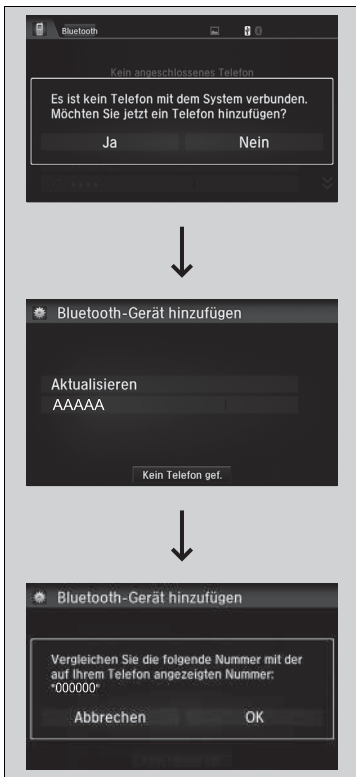 Bluetooth
Kein angeschlossenes Telefon
Es ist kein Telefon mit dem System verbunden.
Möchten Sie jetzt ein Telefon hinzufügen?
Ja Nein
Bluetooth-Gerät hinzufügen
Aktualisieren
AAAAA
Kein Telefon gef.
Bluetooth-Gerät hinzufügen
Vergleichen Sie die folgende Nummer mit der
auf Ihrem Telefon angezeigten Nummer:
"000000"
Abbrechen OK